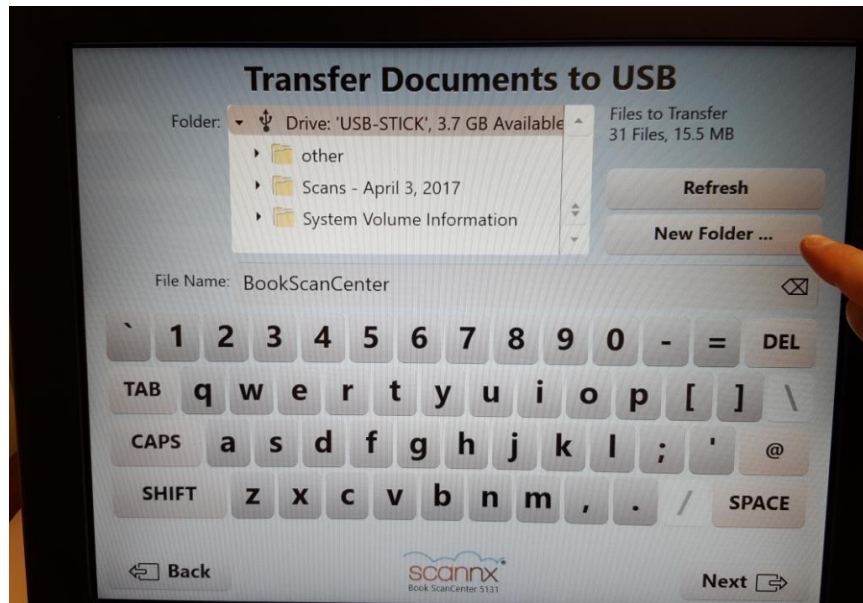 Transfer Documents to USB
Folder:
Drive: 'USB-STICK', 3.7 GB Available
other
Scans - April 3, 2017
System Volume Information
Files to Transfer
31 Files, 15.5 MB
Refresh
New Folder ...
File Name: BookScanCenter
` 1 2 3 4 5 6 7 8 9 0 - = DEL
TAB q w e r t y u i o p [ ] \
CAPS a s d f g h j k l ; ' @
SHIFT z x c v b n m , . / SPACE
Back
scannx
Book ScanCenter 5131
Next